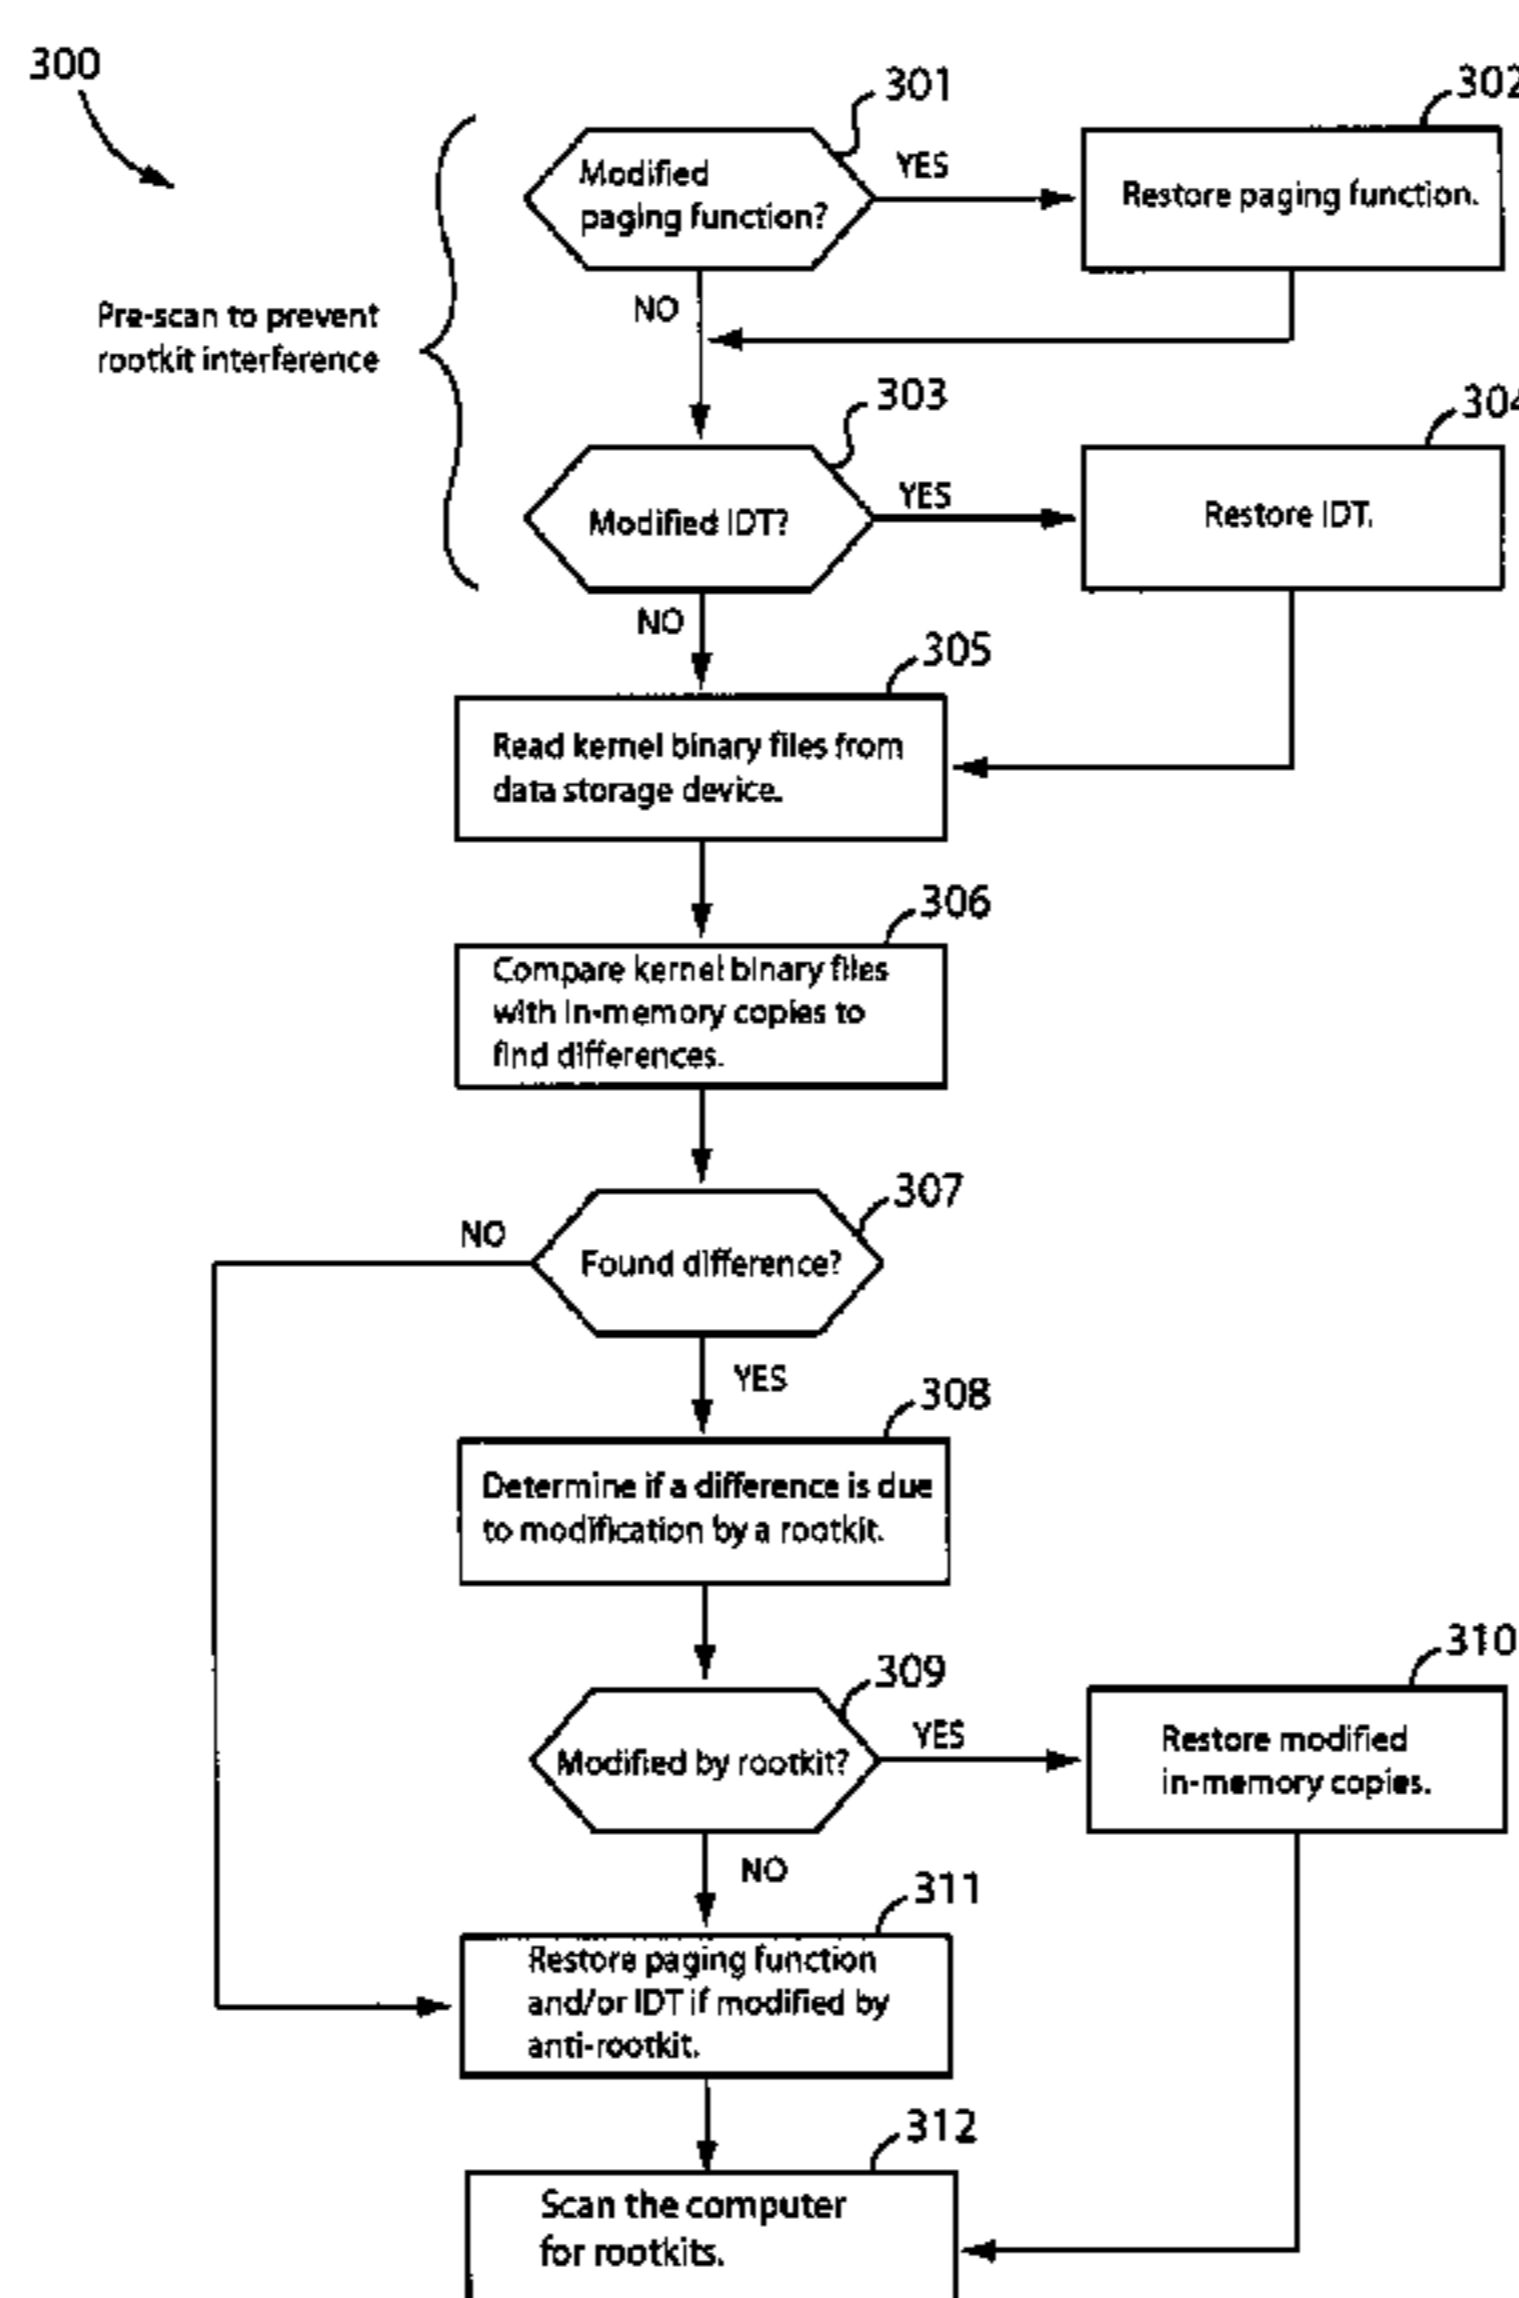 300
301
302
Modified
paging function?
YES
Restore paging function.
NO
Pre-scan to prevent
rootkit interference
303
304
Modified IDT?
YES
Restore IDT.
NO
305
Read kernel binary files from
data storage device.
306
Compare kernel binary files
with in-memory copies to
find differences.
307
NO
Found difference?
YES
308
Determine if a difference is due
to modification by a rootkit.
309
310
Modified by rootkit?
YES
Restore modified
in-memory copies.
NO
311
Restore paging function
and/or IDT if modified by
anti-rootkit.
312
Scan the computer
for rootkits.